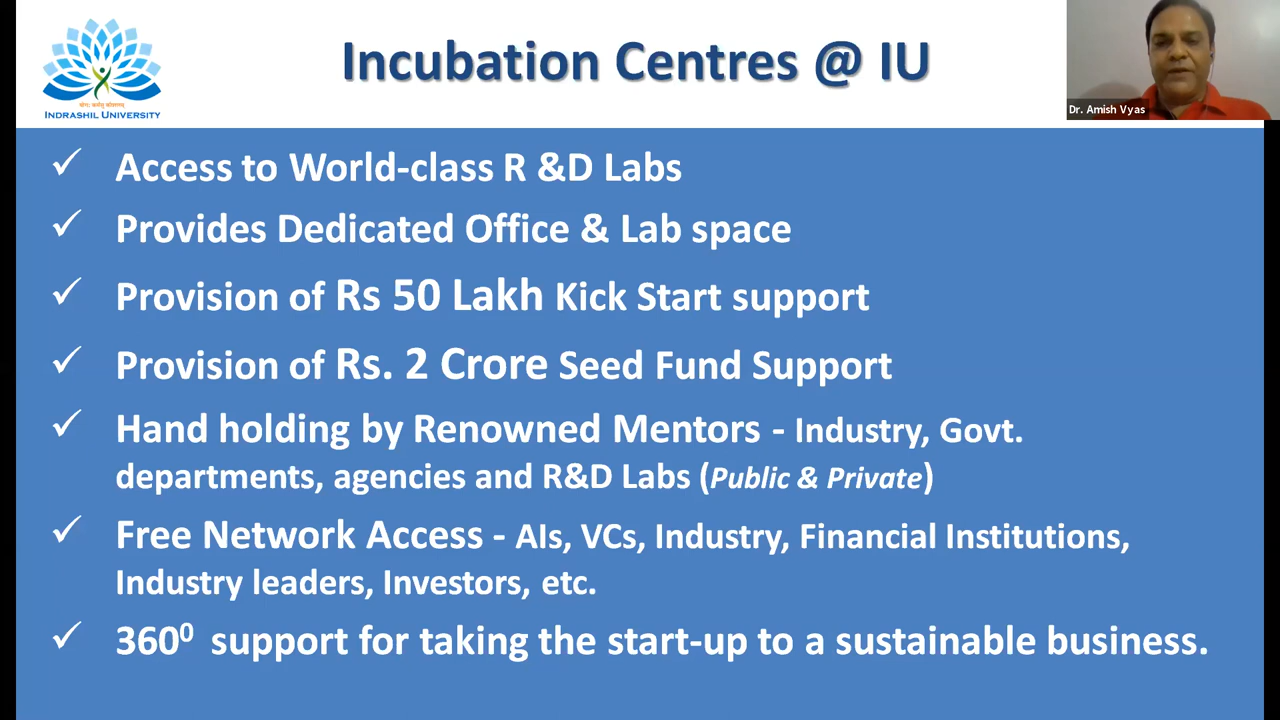 Incubation Centres @ IU
INDRASHIL UNIVERSITY
Dr. Amish Vyas
✓ Access to World-class R &D Labs
✓ Provides Dedicated Office & Lab space
✓ Provision of Rs 50 Lakh Kick Start support
✓ Provision of Rs. 2 Crore Seed Fund Support
✓ Hand holding by Renowned Mentors - Industry, Govt.
departments, agencies and R&D Labs (Public & Private)
✓ Free Network Access - AIs, VCs, Industry, Financial Institutions,
Industry leaders, Investors, etc.
✓ 360⁰ support for taking the start-up to a sustainable business.